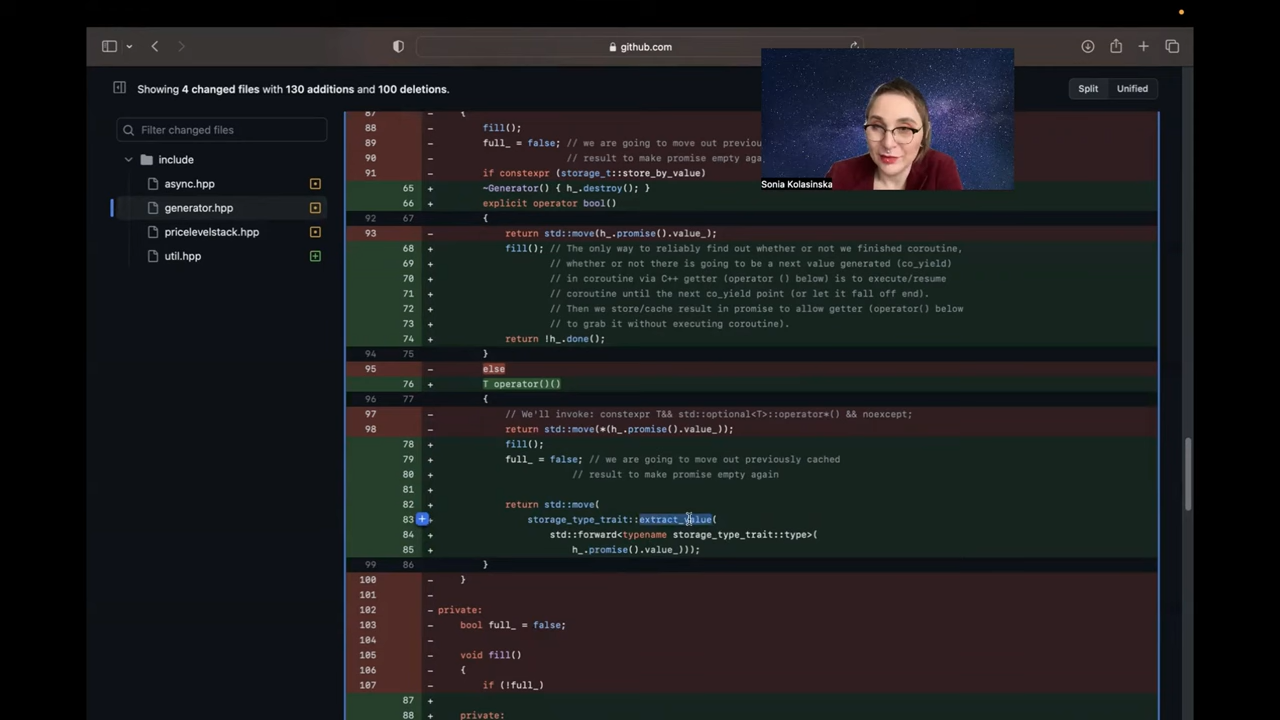 github.com
Showing 4 changed files with 130 additions and 100 deletions.
Split Unified
Filter changed files
include
async.hpp
generator.hpp
pricelevelstack.hpp
util.hpp
Sonia Kolasinska
87 - {
88 - fill();
89 - full_ = false; // we are going to move out previou
90 - // result to make promise empty aga
91 - if constexpr (storage_t::store_by_value)
65 + ~Generator() { h_.destroy(); }
66 + explicit operator bool()
92 67 {
93 - return std::move(h_.promise().value_);
68 + fill(); // The only way to reliably find out whether or not we finished coroutine,
69 + // whether or not there is going to be a next value generated (co_yield)
70 + // in coroutine via C++ getter (operator () below) is to execute/resume
71 + // coroutine until the next co_yield point (or let it fall off end).
72 + // Then we store/cache result in promise to allow getter (operator() below
73 + // to grab it without executing coroutine).
74 + return !h_.done();
94 75 }
95 - else
76 + T operator()()
96 77 {
97 - // We'll invoke: constexpr T&& std::optional<T>::operator*() && noexcept;
98 - return std::move(*(h_.promise().value_));
78 + fill();
79 + full_ = false; // we are going to move out previously cached
80 + // result to make promise empty again
81 +
82 + return std::move(
83 + storage_type_trait::extract_value(
84 + std::forward<typename storage_type_trait::type>(
85 + h_.promise().value_)));
99 86 }
100 - }
101 -
102 - private:
103 - bool full_ = false;
104 -
105 - void fill()
106 - {
107 - if (!full_)
87 +
88 + private: